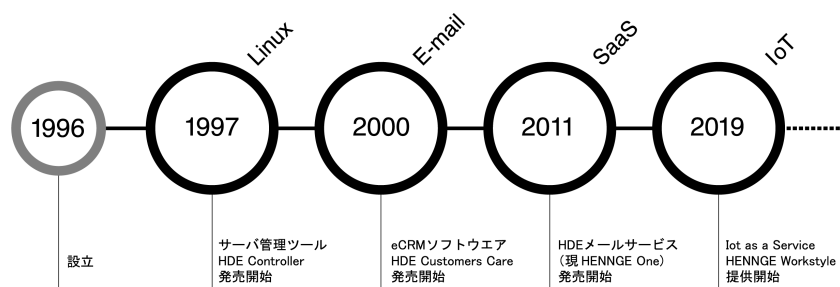 Linux
E-mail
SaaS
IoT
1996
1997
2000
2011
2019
設立
サーバ管理ツール
HDE Controller
発売開始
eCRMソフトウエア
HDE Customers Care
発売開始
HDEメールサービス
（現 HENNGE One）
発売開始
Iot as a Service
HENNGE Workstyle
提供開始